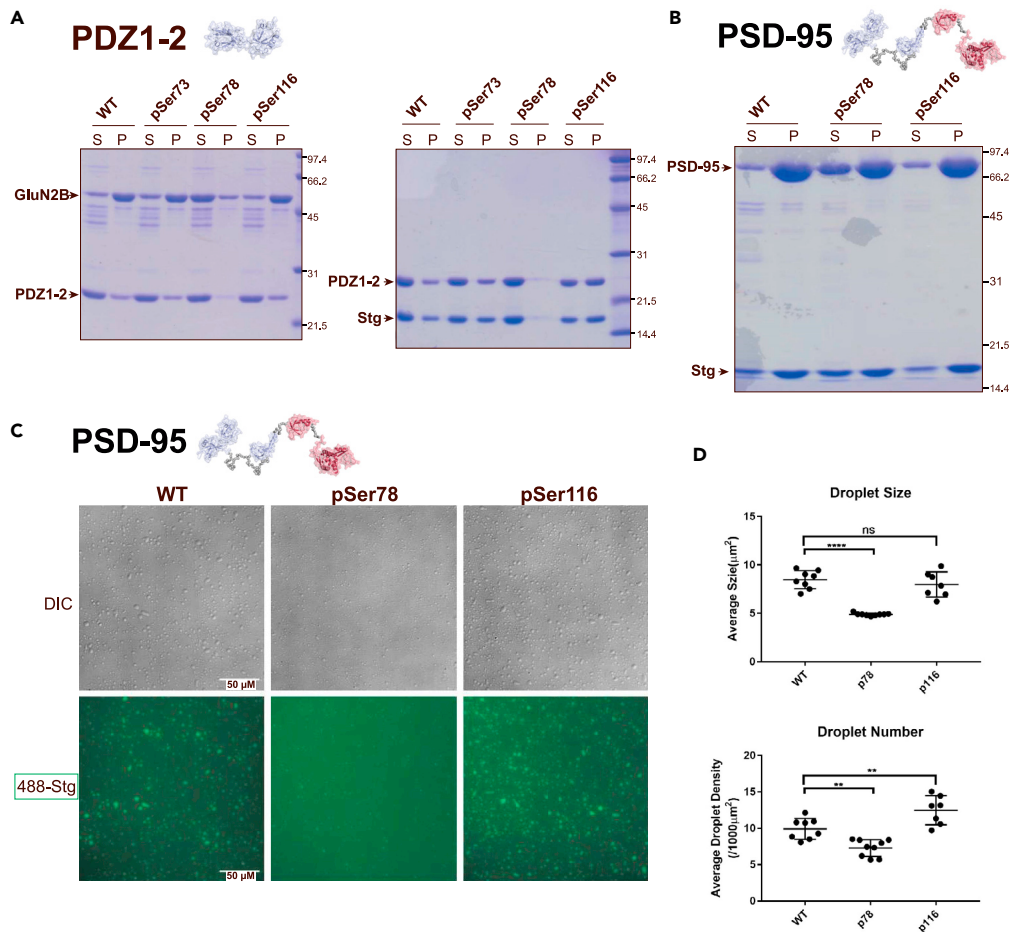 A
PDZ1-2
WT pSer73 pSer78 pSer116
S P S P S P S P
GluN2B
PDZ1-2
97.4
66.2
45
31
21.5
WT pSer73 pSer78 pSer116
S P S P S P S P
PDZ1-2
Stg
97.4
66.2
45
31
21.5
14.4
B
PSD-95
WT pSer78 pSer116
S P S P S P
PSD-95
Stg
97.4
66.2
45
31
21.5
14.4
C
PSD-95
WT pSer78 pSer116
DIC
50 µM
488-Stg
50 µM
D
Droplet Size
Average Szie(µm²)
15
10
5
0
ns
****
WT p78 p116
Droplet Number
Average Droplet Density
(/1000µm²)
20
15
10
5
0
**
**
WT p78 p116